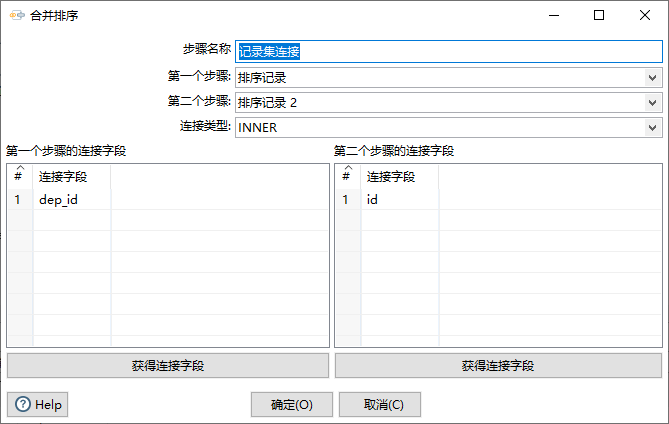 合并排序
步骤名称 记录集连接
第一个步骤: 排序记录
第二个步骤: 排序记录 2
连接类型: INNER
第一个步骤的连接字段 第二个步骤的连接字段
# 连接字段 # 连接字段
1 dep_id 1 id
获得连接字段 获得连接字段
Help 确定(O) 取消(C)